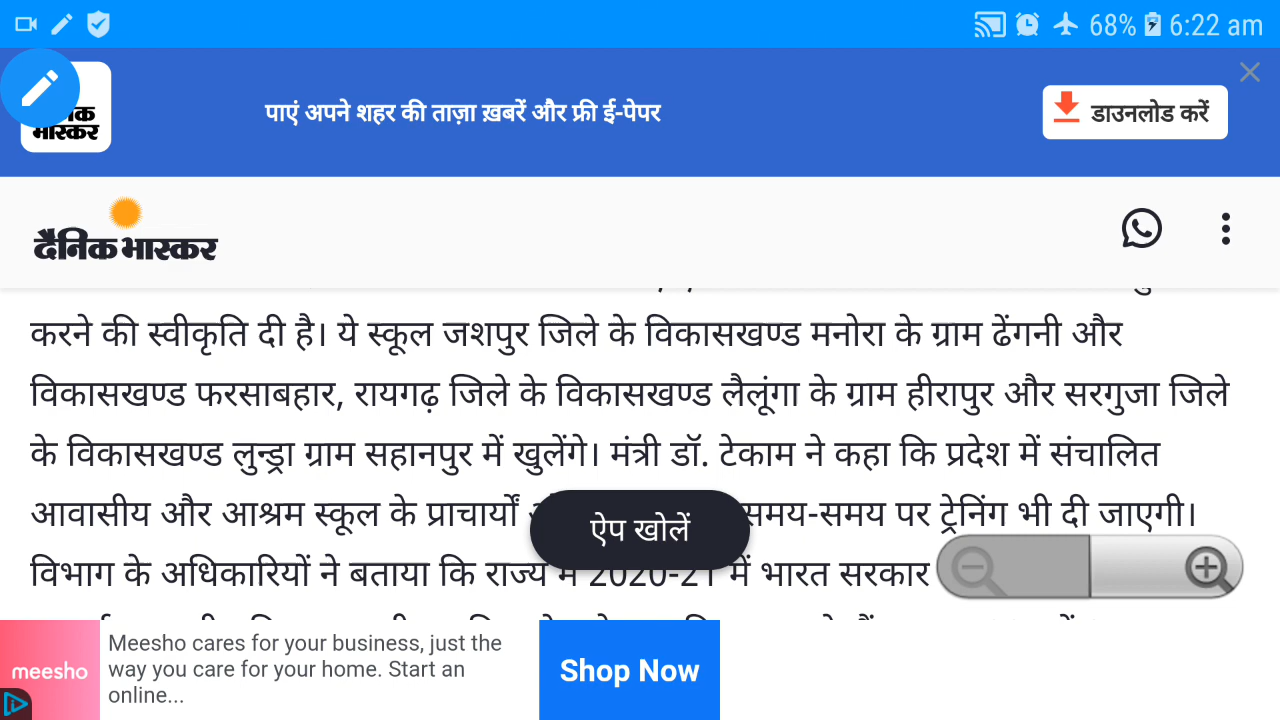 68% 6:22 am
पाएं अपने शहर की ताज़ा ख़बरें और फ्री ई-पेपर
डाउनलोड करें
भास्कर
दैनिक भास्कर
करने की स्वीकृति दी है। ये स्कूल जशपुर जिले के विकासखण्ड मनोरा के ग्राम ढेंगनी और
विकासखण्ड फरसाबहार, रायगढ़ जिले के विकासखण्ड लैलूंगा के ग्राम हीरापुर और सरगुजा जिले
के विकासखण्ड लुन्ड्रा ग्राम सहानपुर में खुलेंगे। मंत्री डॉ. टेकाम ने कहा कि प्रदेश में संचालित
आवासीय और आश्रम स्कूल के प्राचार्यों समय-समय पर ट्रेनिंग भी दी जाएगी।
ऐप खोलें
विभाग के अधिकारियों ने बताया कि राज्य में 2020-21 में भारत सरकार
meesho
Meesho cares for your business, just the
way you care for your home. Start an
online...
Shop Now